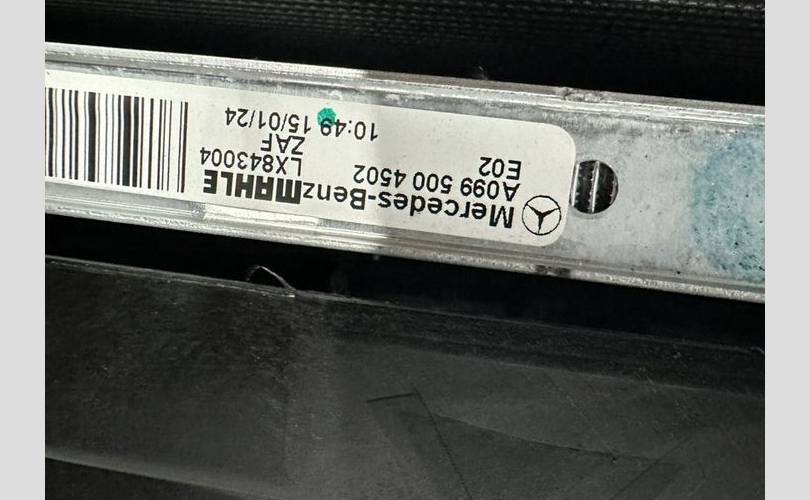 Mercedes-Benz MAHLE
A099 500 4502 LX843004
E02 ZAF
10:49 15/01/24